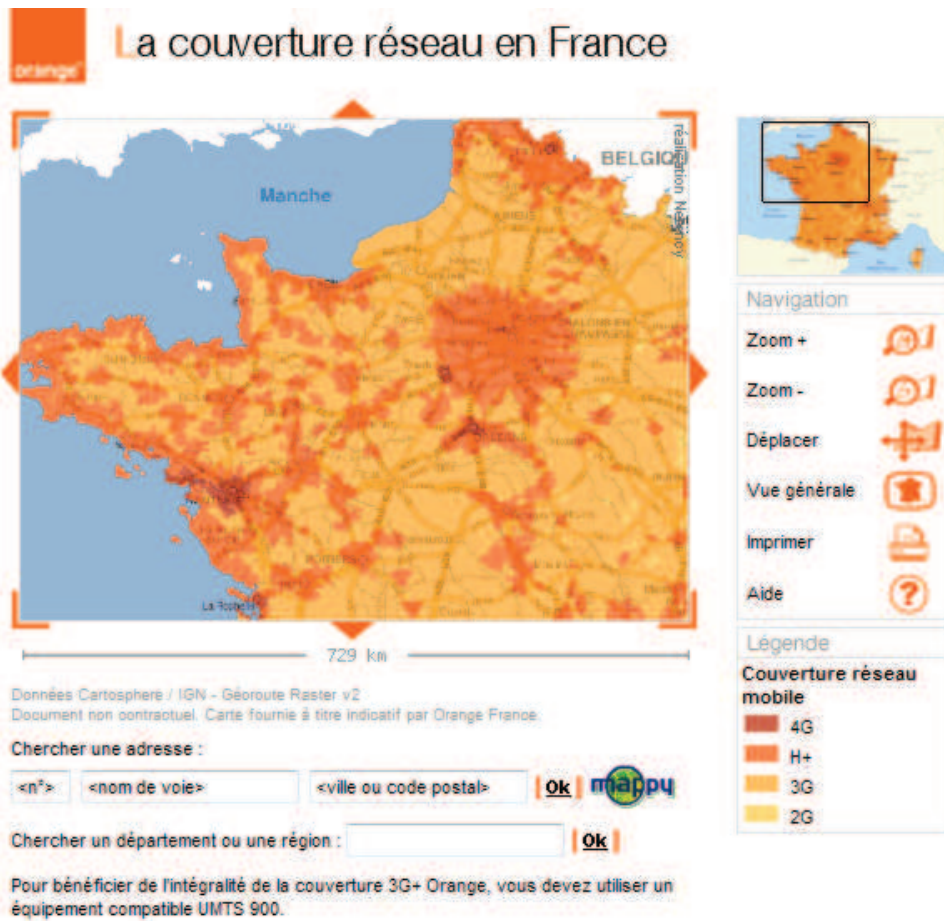 orange
La couverture réseau en France
BELGIQ
Manche
La Roche
729 km
Données Cartosphere / IGN - Géoroute Raster v2
Document non contractuel. Carte fournie à titre indicatif par Orange France.
Chercher une adresse :
<n°> <nom de voie> <ville ou code postal> Ok mappy
Chercher un département ou une région : Ok
Pour bénéficier de l'intégralité de la couverture 3G+ Orange, vous devez utiliser un
équipement compatible UMTS 900.
Navigation
Zoom +
Zoom -
Déplacer
Vue générale
Imprimer
Aide
Légende
Couverture réseau
mobile
4G
H+
3G
2G